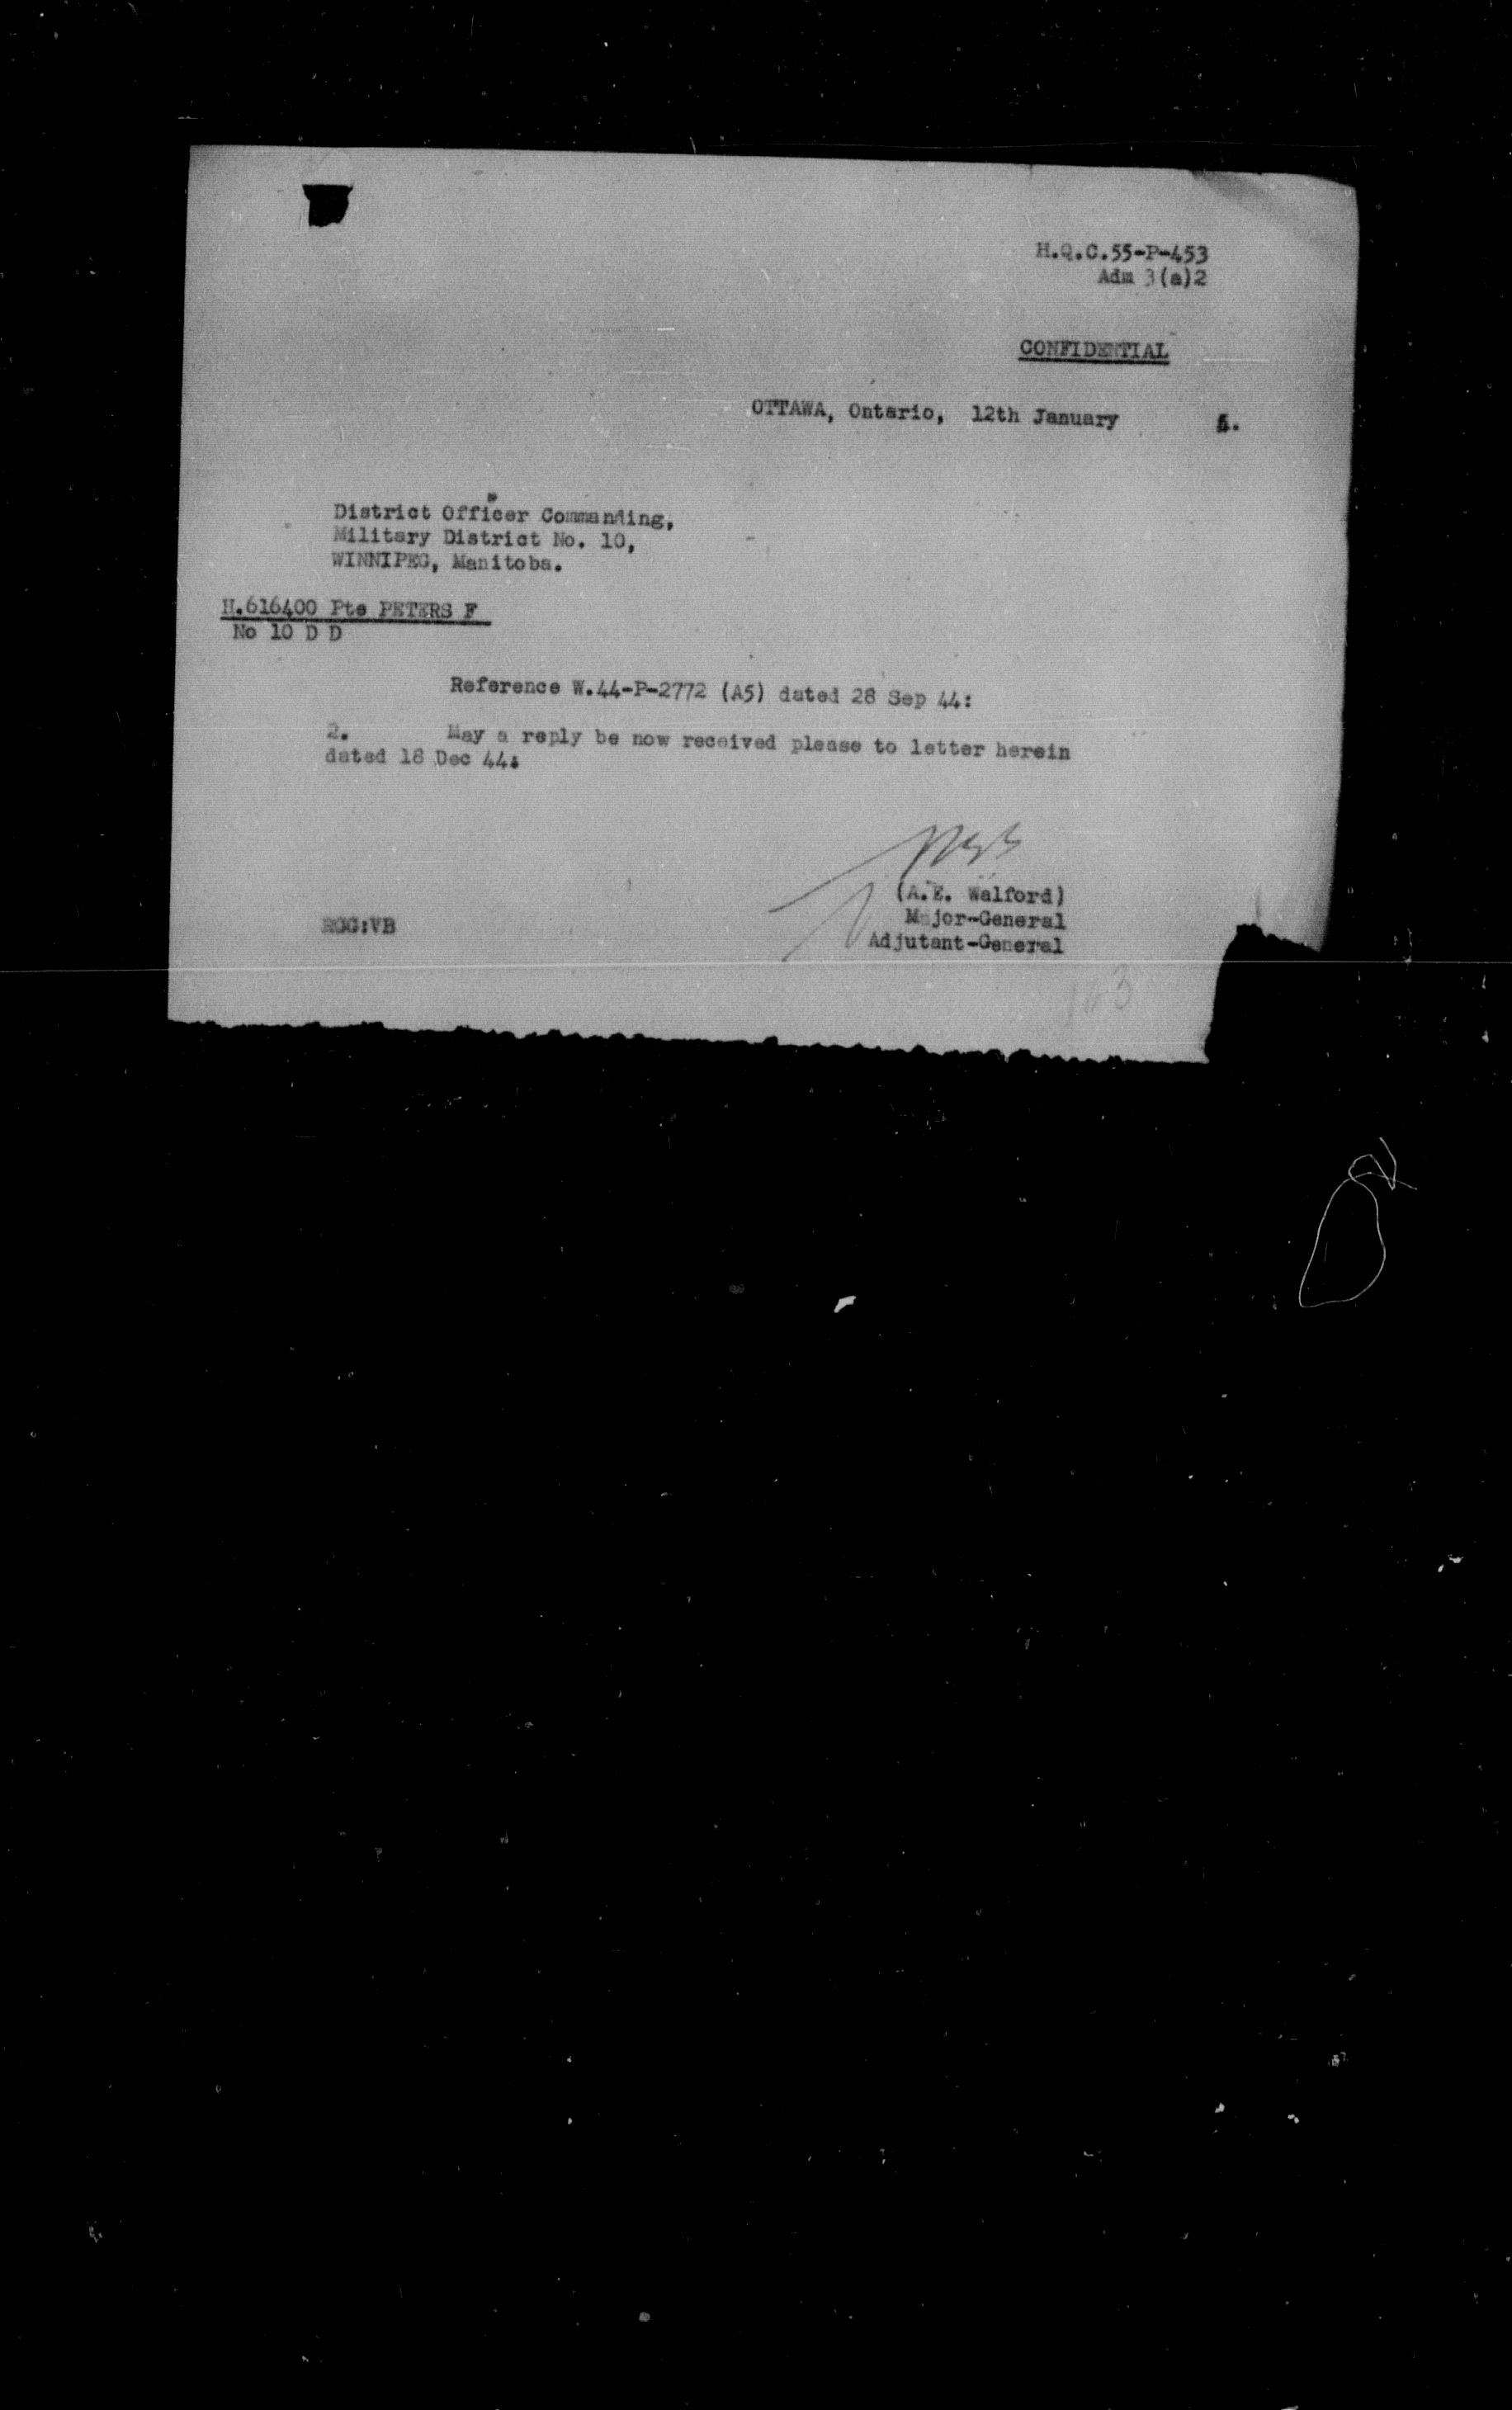 H.Q.C.55-P-453
Adm 3(a)2
CONFIDENTIAL
OTTAWA, Ontario, 12th January 5.
District Officer Commanding,
Military District No. 10,
WINNIPEG, Manitoba.
H.616400 Pte PETERS F
No 10 D D
Reference W.44-P-2772 (A5) dated 28 Sep 44:
2. May a reply be now received please to letter herein
dated 18 Dec 44.
(A.E. Walford)
Major-General
:VB
Adjutant-General